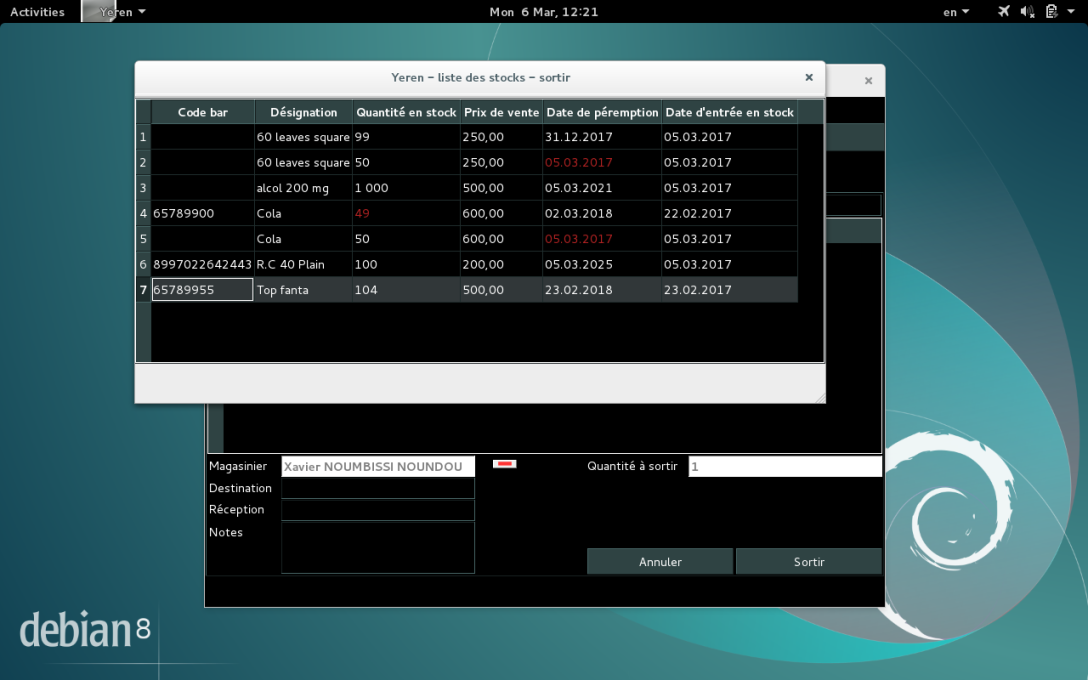 Activities Yeren Mon 6 Mar, 12:21 en
Yeren – liste des stocks – sortir
Code bar Désignation Quantité en stock Prix de vente Date de péremption Date d'entrée en stock
1 60 leaves square 99 250,00 31.12.2017 05.03.2017
2 60 leaves square 50 250,00 05.03.2017 05.03.2017
3 alcol 200 mg 1 000 500,00 05.03.2021 05.03.2017
4 65789900 Cola 49 600,00 02.03.2018 22.02.2017
5 Cola 50 600,00 05.03.2017 05.03.2017
6 8997022642443 R.C 40 Plain 100 200,00 05.03.2025 05.03.2017
7 65789955 Top fanta 104 500,00 23.02.2018 23.02.2017
Magasinier Xavier NOUMBISSI NOUNDOU Quantité à sortir 1
Destination
Réception
Notes
Annuler Sortir
debian 8